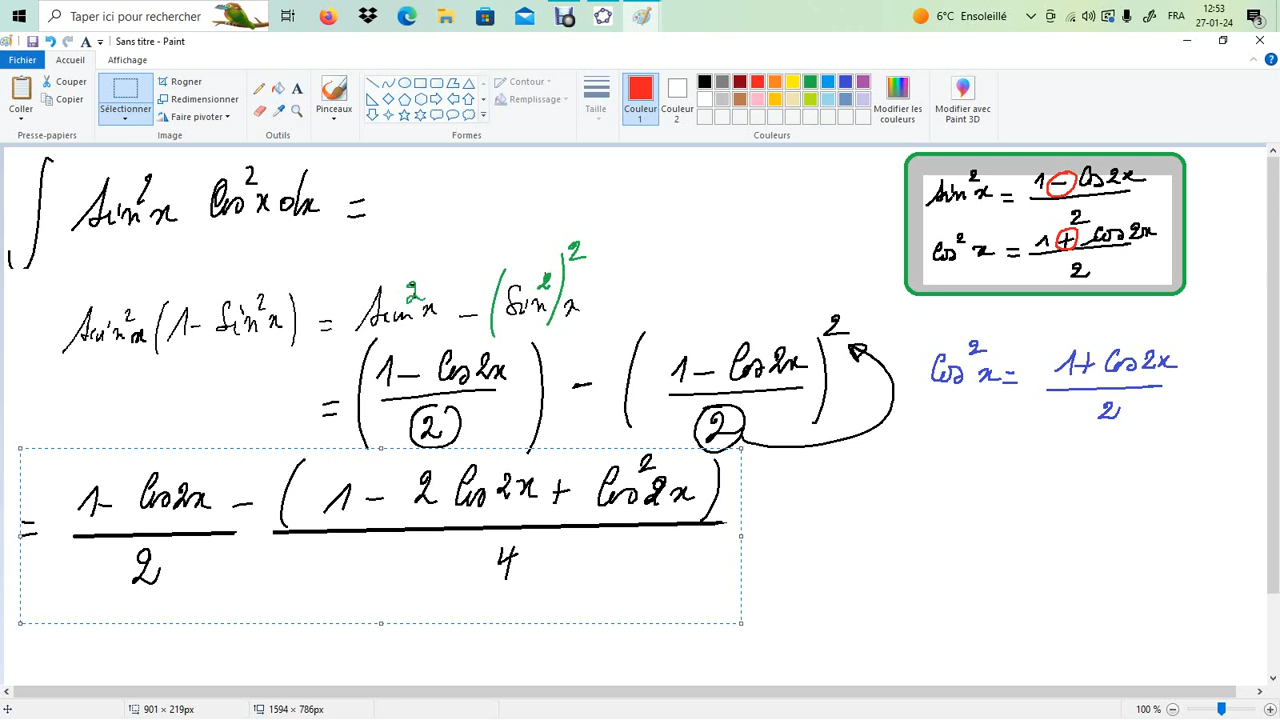 Taper ici pour rechercher
6°C Ensoleillé
FRA
12:53
27-01-24
3
Sans titre - Paint
Fichier
Accueil
Affichage
Coller
Couper
Copier
Presse-papiers
Sélectionner
Rogner
Redimensionner
Faire pivoter
Image
A
Outils
Pinceaux
Contour
Remplissage
Formes
Taille
Couleur 1
Couleur 2
Modifier les couleurs
Modifier avec Paint 3D
Couleurs
∫ sin²x cos²x dx =
sin²x = (1 - cos2x)/2
cos²x = (1 + cos2x)/2
sin²x (1 - sin²x) = sin²x - (sin²)² x
= ((1 - cos2x)/2) - ((1 - cos2x)/2)²
cos²x = (1 + cos2x)/2
= (1 - cos2x)/2 - (1 - 2 cos2x + cos²2x)/4
901 × 219px
1594 × 786px
100 %